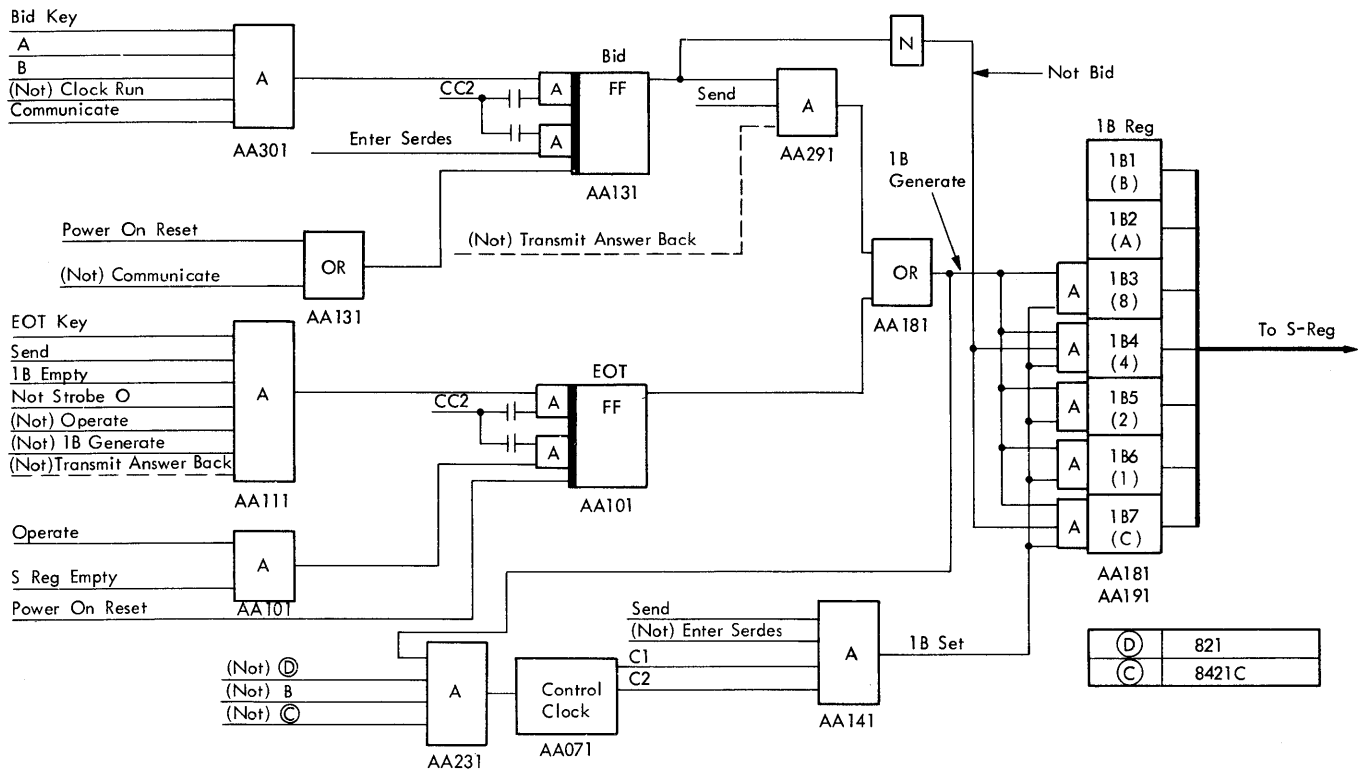 Bid Key
A
B
(Not) Clock Run
Communicate
A
AA301
CC2
Enter Serdes
A
A
Bid
FF
AA131
Power On Reset
(Not) Communicate
OR
AA131
Send
A
AA291
(Not) Transmit Answer Back
N
Not Bid
1B
Generate
OR
AA181
EOT Key
Send
1B Empty
Not Strobe O
(Not) Operate
(Not) 1B Generate
(Not)Transmit Answer Back
A
AA111
CC2
A
A
EOT
FF
AA101
Operate
S Reg Empty
A
AA101
Power On Reset
(Not) D
(Not) B
(Not) C
A
AA231
Control
Clock
AA071
Send
(Not) Enter Serdes
C1
C2
A
AA141
1B Set
1B Reg
1B1
(B)
1B2
(A)
A
1B3
(8)
A
1B4
(4)
A
1B5
(2)
A
1B6
(1)
A
1B7
(C)
AA181
AA191
To S-Reg
D 821
C 8421C